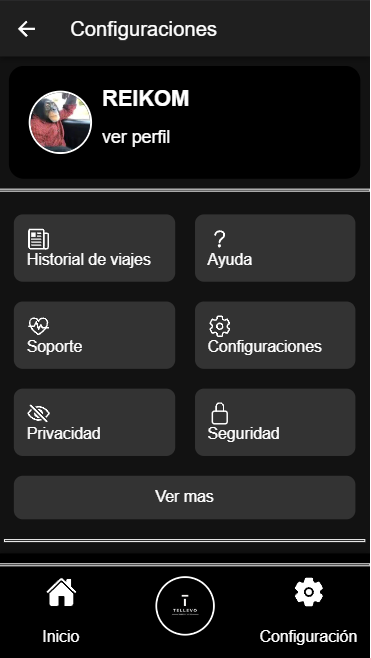 Configuraciones
REIKOM
ver perfil
Historial de viajes
Ayuda
Soporte
Configuraciones
Privacidad
Seguridad
Ver mas
TELLEVO
Inicio
Configuración